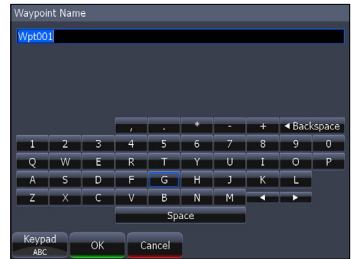 Waypoint Name
Wpt001
, . * - + ◄ Backspace
1 2 3 4 5 6 7 8 9 0
Q W E R T Y U I O P
A S D F G H J K L
Z X C V B N M ◄ ►
Space
Keypad OK Cancel
ABC